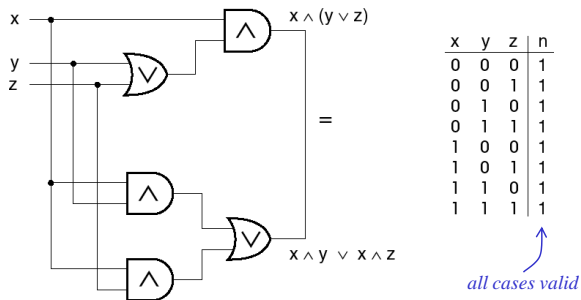 x
y
z
∧
x ∧ (y ∨ z)
∨
=
∧
∨
∧
x ∧ y ∨ x ∧ z
x y z n
0 0 0 1
0 0 1 1
0 1 0 1
0 1 1 1
1 0 0 1
1 0 1 1
1 1 0 1
1 1 1 1
all cases valid